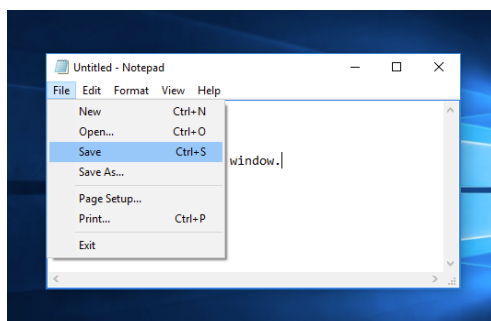 Untitled - Notepad
File Edit Format View Help
New Ctrl+N
Open... Ctrl+O
Save Ctrl+S
window.
Save As...
Page Setup...
Print... Ctrl+P
Exit